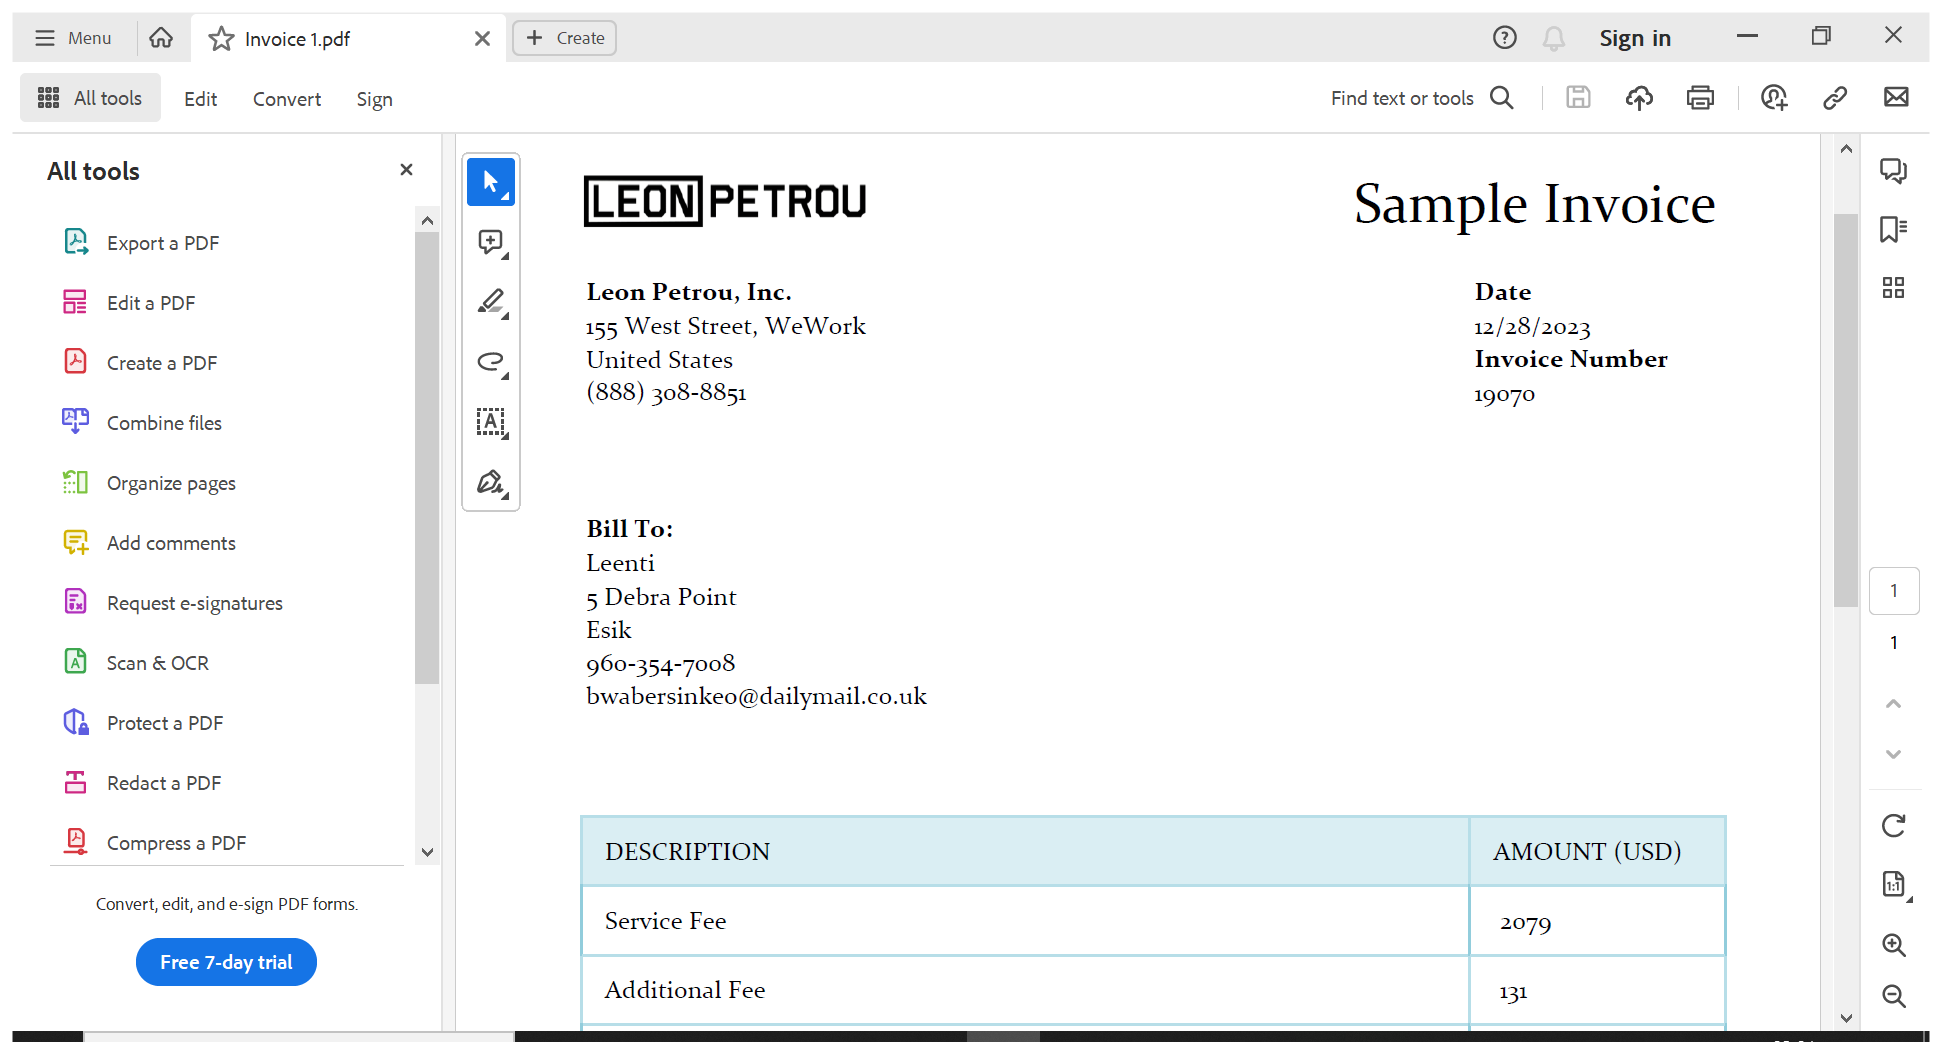 Menu
Invoice 1.pdf
Create
Sign in
All tools
Edit
Convert
Sign
Find text or tools
All tools
Export a PDF
Edit a PDF
Create a PDF
Combine files
Organize pages
Add comments
Request e-signatures
Scan & OCR
Protect a PDF
Redact a PDF
Compress a PDF
Convert, edit, and e-sign PDF forms.
Free 7-day trial
LEON PETROU
Sample Invoice
Leon Petrou, Inc.
155 West Street, WeWork
United States
(888) 308-8851
Date
12/28/2023
Invoice Number
19070
Bill To:
Leenti
5 Debra Point
Esik
960-354-7008
bwabersinke0@dailymail.co.uk
DESCRIPTION AMOUNT (USD)
Service Fee 2079
Additional Fee 131
1
1
1:1